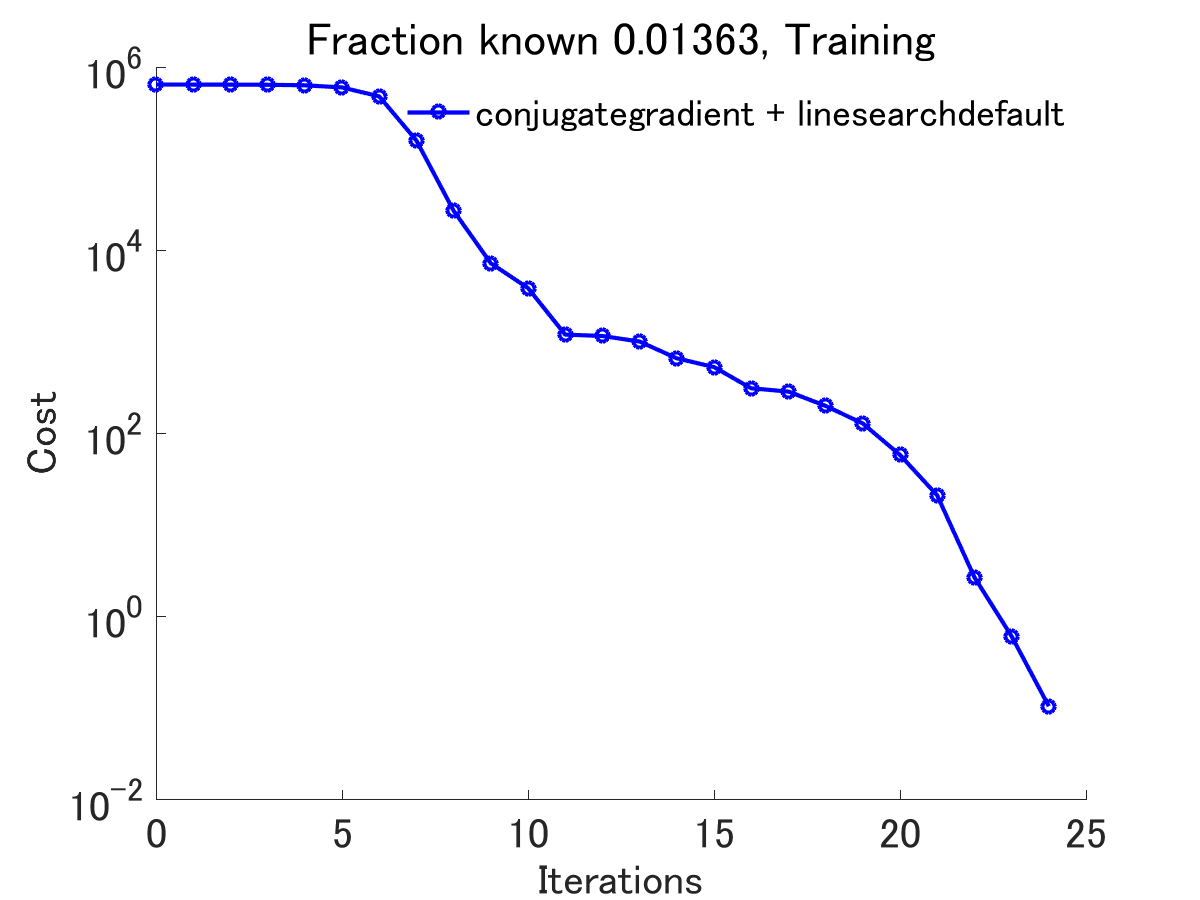 Fraction known 0.01363, Training
conjugategradient + linesearchdefault
10^6
10^4
10^2
10^0
10^-2
Cost
0 5 10 15 20 25
Iterations